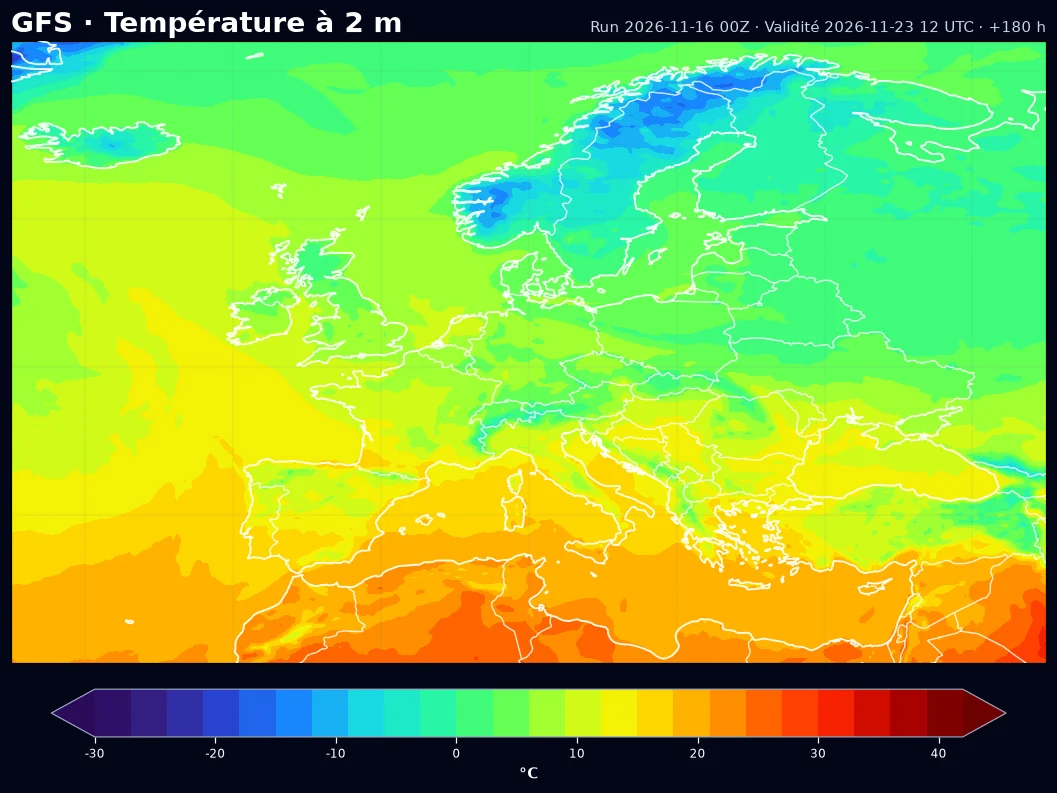 GFS · Température à 2 m
Run 2026-11-16 00Z · Validité 2026-11-23 12 UTC · +180 h
-30 -20 -10 0 10 20 30 40
°C